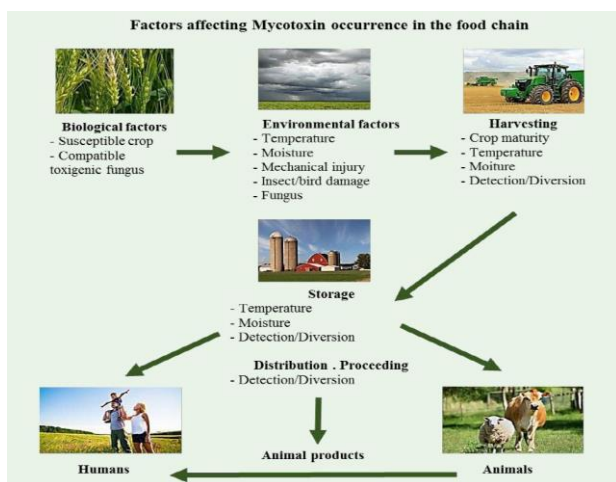 Factors affecting Mycotoxin occurrence in the food chain
Biological factors
- Susceptible crop
- Compatible
toxigenic fungus
Environmental factors
- Temperature
- Moisture
- Mechanical injury
- Insect/bird damage
- Fungus
Harvesting
- Crop maturity
- Temperature
- Moiture
- Detection/Diversion
Storage
- Temperature
- Moisture
- Detection/Diversion
Distribution . Proceeding
- Detection/Diversion
Humans
Animal products
Animals